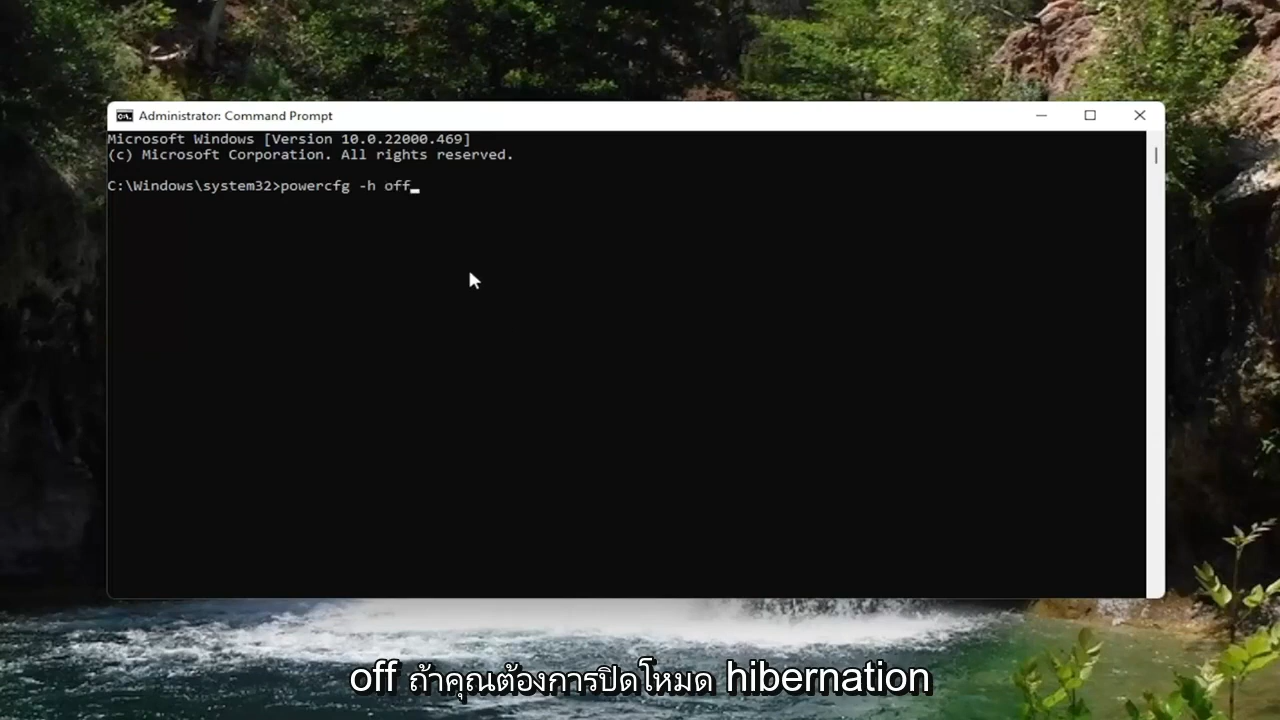 Administrator: Command Prompt
Microsoft Windows [Version 10.0.22000.469]
(c) Microsoft Corporation. All rights reserved.
C:\Windows\system32>powercfg -h off
off ถ้าคุณต้องการปิดโหมด hibernation